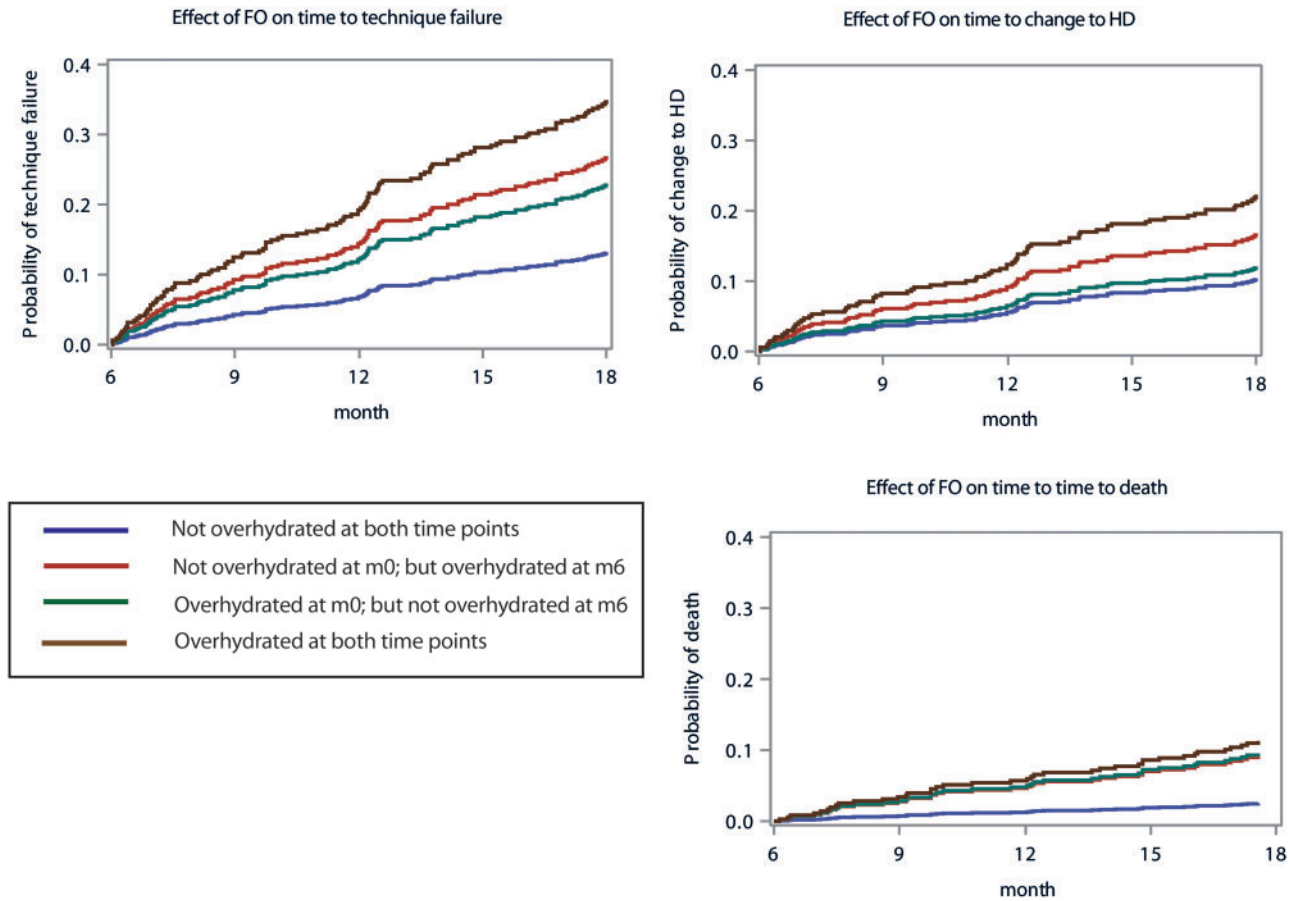 Effect of FO on time to technique failure
Probability of technique failure
0.4
0.3
0.2
0.1
0.0
6 9 12 15 18
month
Effect of FO on time to change to HD
Probability of change to HD
0.4
0.3
0.2
0.1
0.0
6 9 12 15 18
month
Not overhydrated at both time points
Not overhydrated at m0; but overhydrated at m6
Overhydrated at m0; but not overhydrated at m6
Overhydrated at both time points
Effect of FO on time to time to death
Probability of death
0.4
0.3
0.2
0.1
0.0
6 9 12 15 18
month